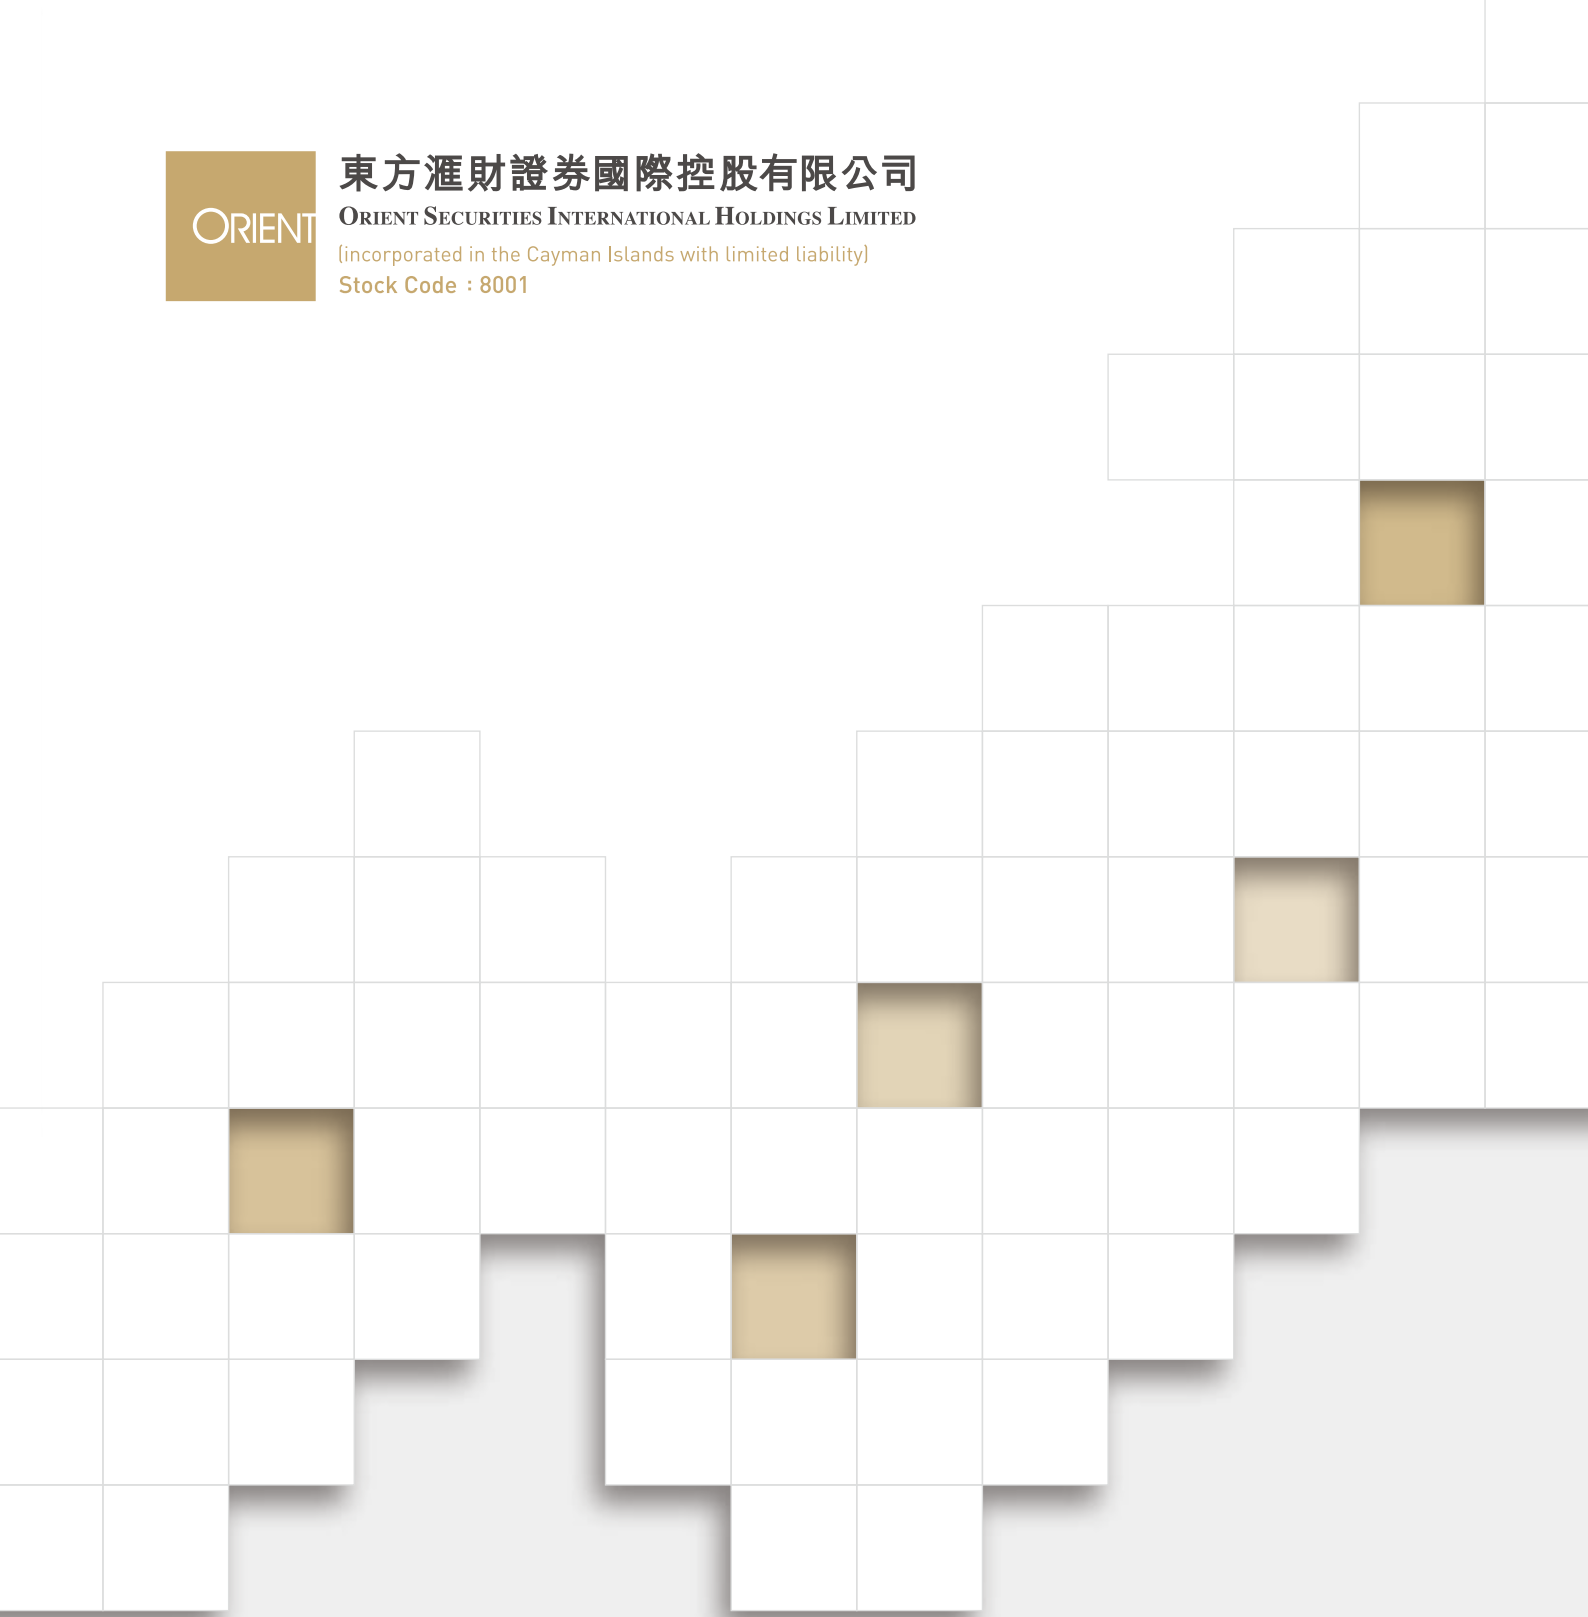 ORIENT
東方滙財證券國際控股有限公司
ORIENT SECURITIES INTERNATIONAL HOLDINGS LIMITED
(incorporated in the Cayman Islands with limited liability)
Stock Code：8001